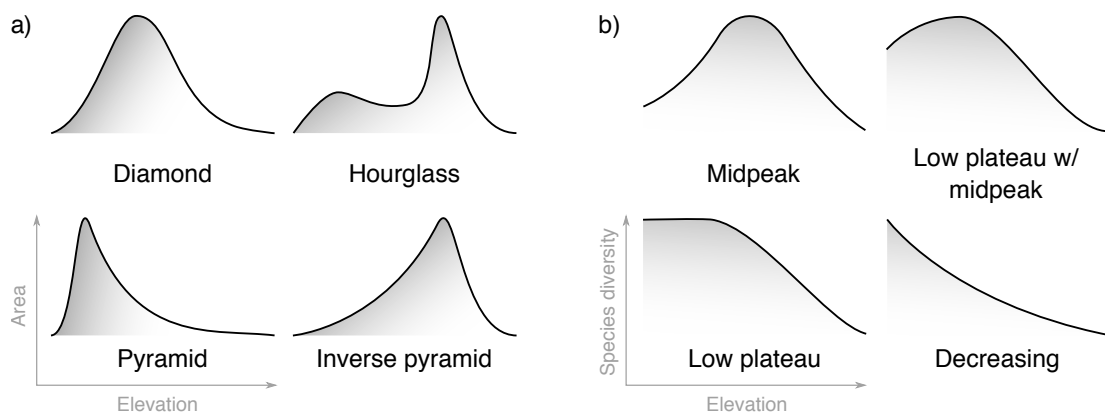 a)
Diamond
Hourglass
Pyramid
Inverse pyramid
Area
Elevation
b)
Midpeak
Low plateau w/
midpeak
Low plateau
Decreasing
Species diversity
Elevation